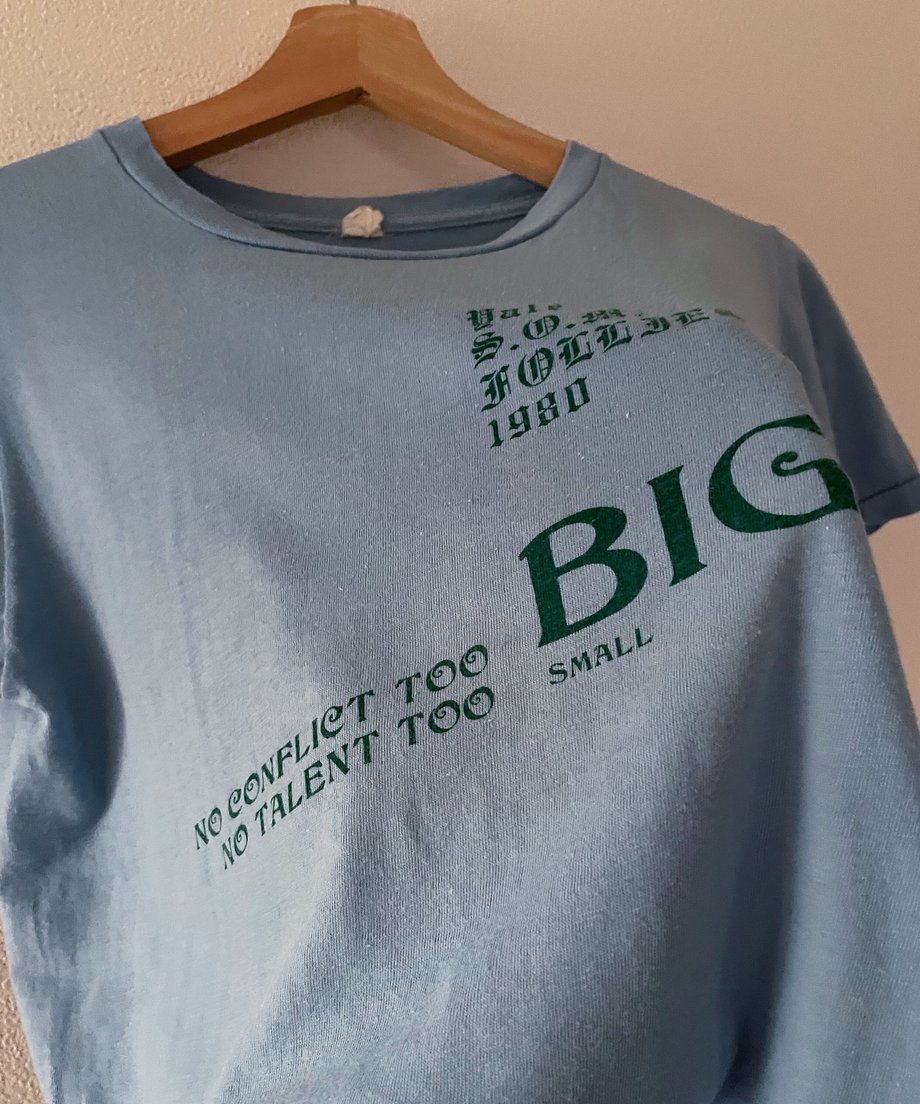 Yale
S.O.M.
FOLLIES
1980
NO CONFLICT TOO BIG
NO TALENT TOO SMALL